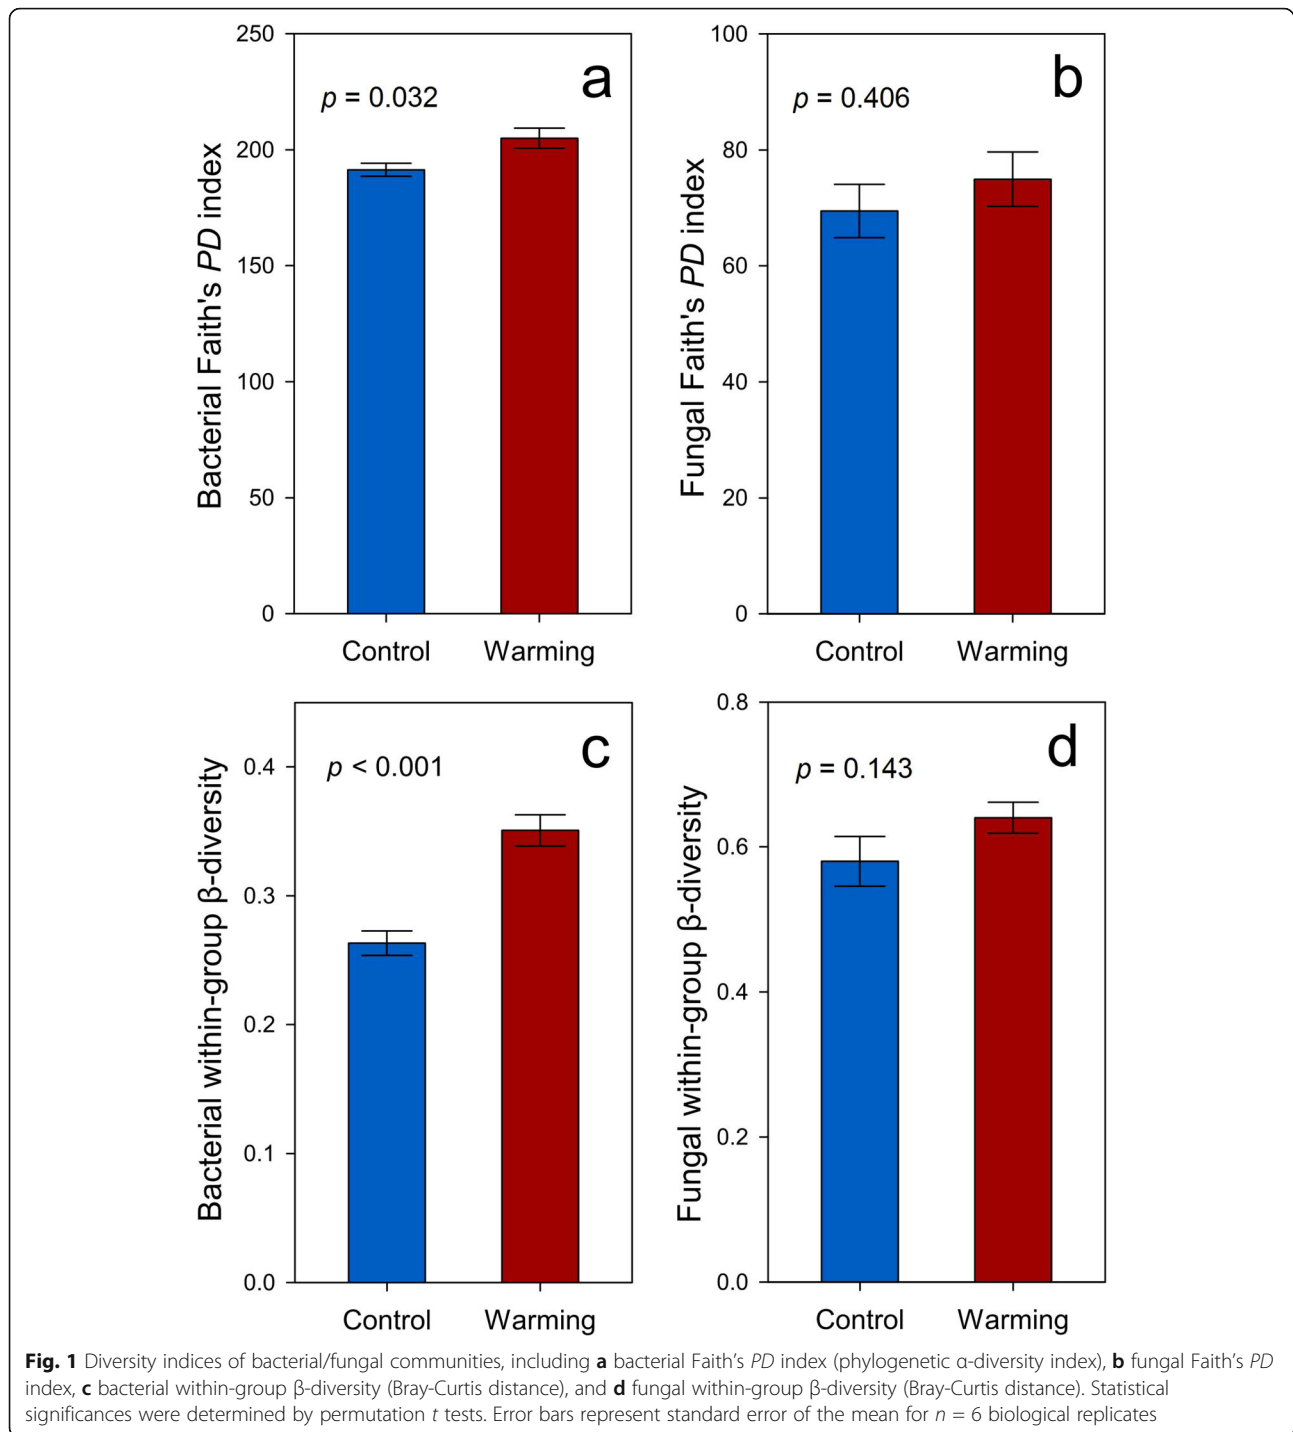 250
200
150
100
50
0
Bacterial Faith's PD index
p = 0.032
a
Control Warming
100
80
60
40
20
0
Fungal Faith's PD index
p = 0.406
b
Control Warming
0.4
0.3
0.2
0.1
0.0
Bacterial within-group β-diversity
p < 0.001
c
Control Warming
0.8
0.6
0.4
0.2
0.0
Fungal within-group β-diversity
p = 0.143
d
Control Warming
Fig. 1 Diversity indices of bacterial/fungal communities, including a bacterial Faith's PD index (phylogenetic α-diversity index), b fungal Faith's PD
index, c bacterial within-group β-diversity (Bray-Curtis distance), and d fungal within-group β-diversity (Bray-Curtis distance). Statistical
significances were determined by permutation t tests. Error bars represent standard error of the mean for n = 6 biological replicates